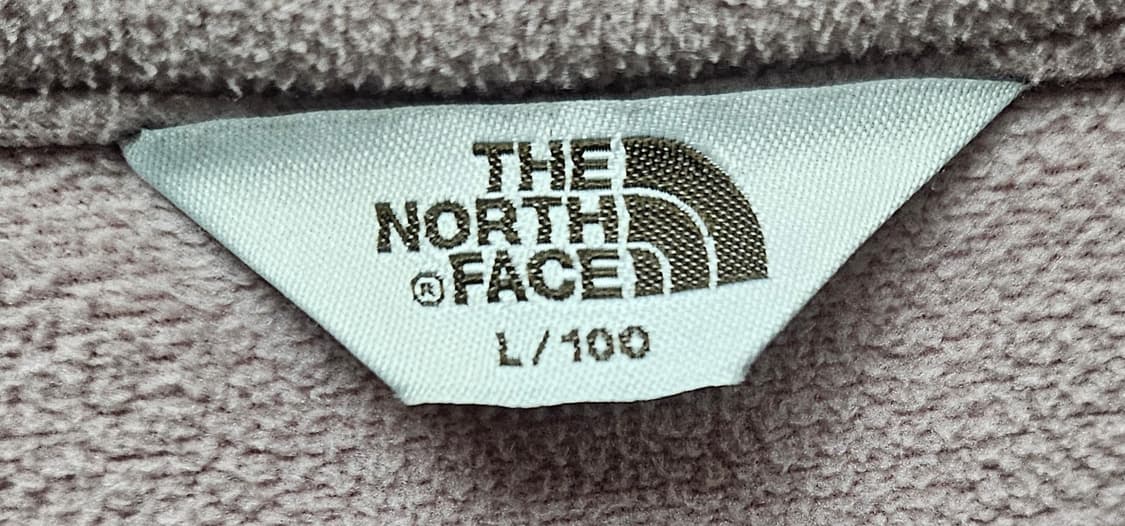 THE
NORTH
®FACE
L/100